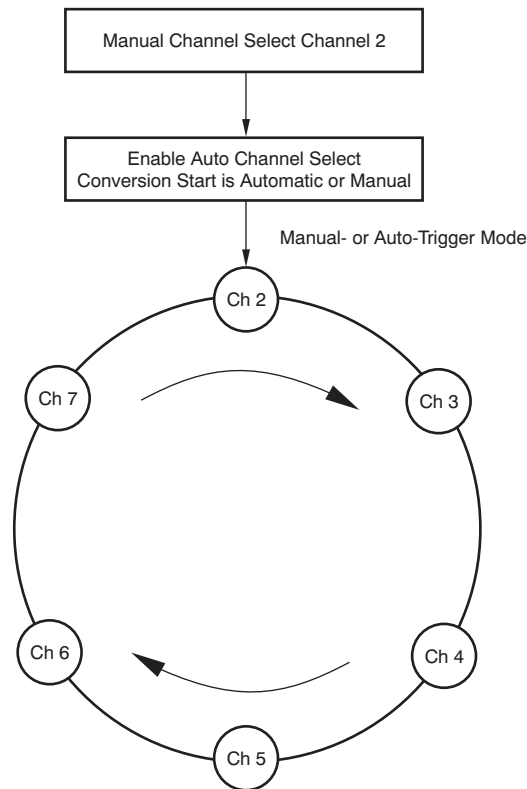 Manual Channel Select Channel 2
Enable Auto Channel Select
Conversion Start is Automatic or Manual
Manual- or Auto-Trigger Mode
Ch 2
Ch 7
Ch 3
Ch 6
Ch 4
Ch 5